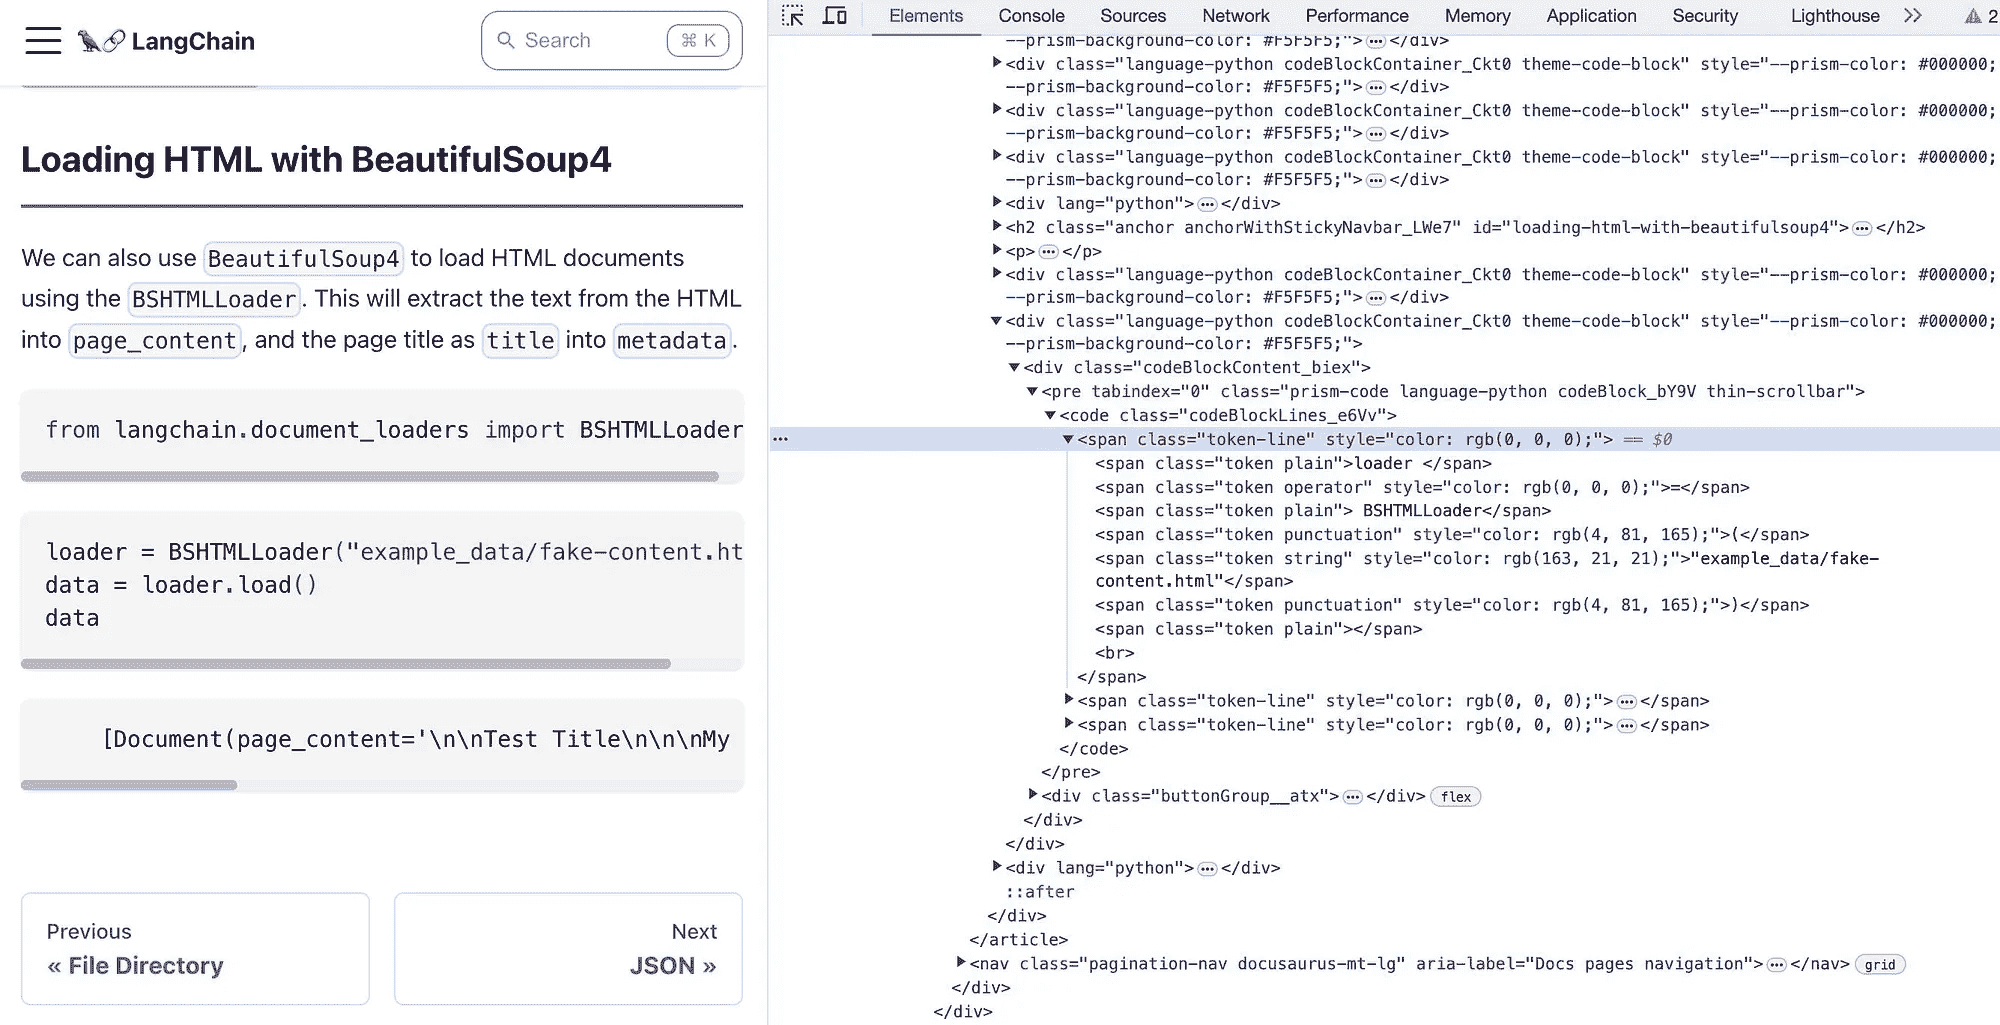 LangChain
Search
⌘ K
Loading HTML with BeautifulSoup4
We can also use BeautifulSoup4 to load HTML documents
using the BSHTMLLoader. This will extract the text from the HTML
into page_content, and the page title as title into metadata.
from langchain.document_loaders import BSHTMLLoader
loader = BSHTMLLoader("example_data/fake-content.ht
data = loader.load()
data
[Document(page_content='\n\nTest Title\n\n\nMy
Previous
« File Directory
Next
JSON »
Elements Console Sources Network Performance Memory Application Security Lighthouse 2
--prism-background-color: #F5F5F5;">…</div>
<div class="language-python codeBlockContainer_Ckt0 theme-code-block" style="--prism-color: #000000;
--prism-background-color: #F5F5F5;">…</div>
<div class="language-python codeBlockContainer_Ckt0 theme-code-block" style="--prism-color: #000000;
--prism-background-color: #F5F5F5;">…</div>
<div class="language-python codeBlockContainer_Ckt0 theme-code-block" style="--prism-color: #000000;
--prism-background-color: #F5F5F5;">…</div>
<div lang="python">…</div>
<h2 class="anchor anchorWithStickyNavbar_LWe7" id="loading-html-with-beautifulsoup4">…</h2>
<p>…</p>
<div class="language-python codeBlockContainer_Ckt0 theme-code-block" style="--prism-color: #000000;
--prism-background-color: #F5F5F5;">…</div>
<div class="language-python codeBlockContainer_Ckt0 theme-code-block" style="--prism-color: #000000;
--prism-background-color: #F5F5F5;">
<div class="codeBlockContent_biex">
<pre tabindex="0" class="prism-code language-python codeBlock_bY9V thin-scrollbar">
<code class="codeBlockLines_e6Vv">
… <span class="token-line" style="color: rgb(0, 0, 0);"> == $0
<span class="token plain">loader </span>
<span class="token operator" style="color: rgb(0, 0, 0);">=</span>
<span class="token plain"> BSHTMLLoader</span>
<span class="token punctuation" style="color: rgb(4, 81, 165);">(</span>
<span class="token string" style="color: rgb(163, 21, 21);">"example_data/fake-
content.html"</span>
<span class="token punctuation" style="color: rgb(4, 81, 165);">)</span>
<span class="token plain"></span>
<br>
</span>
<span class="token-line" style="color: rgb(0, 0, 0);">…</span>
<span class="token-line" style="color: rgb(0, 0, 0);">…</span>
</code>
</pre>
<div class="buttonGroup__atx">…</div> flex
</div>
</div>
<div lang="python">…</div>
::after
</div>
</article>
<nav class="pagination-nav docusaurus-mt-lg" aria-label="Docs pages navigation">…</nav> grid
</div>
</div>